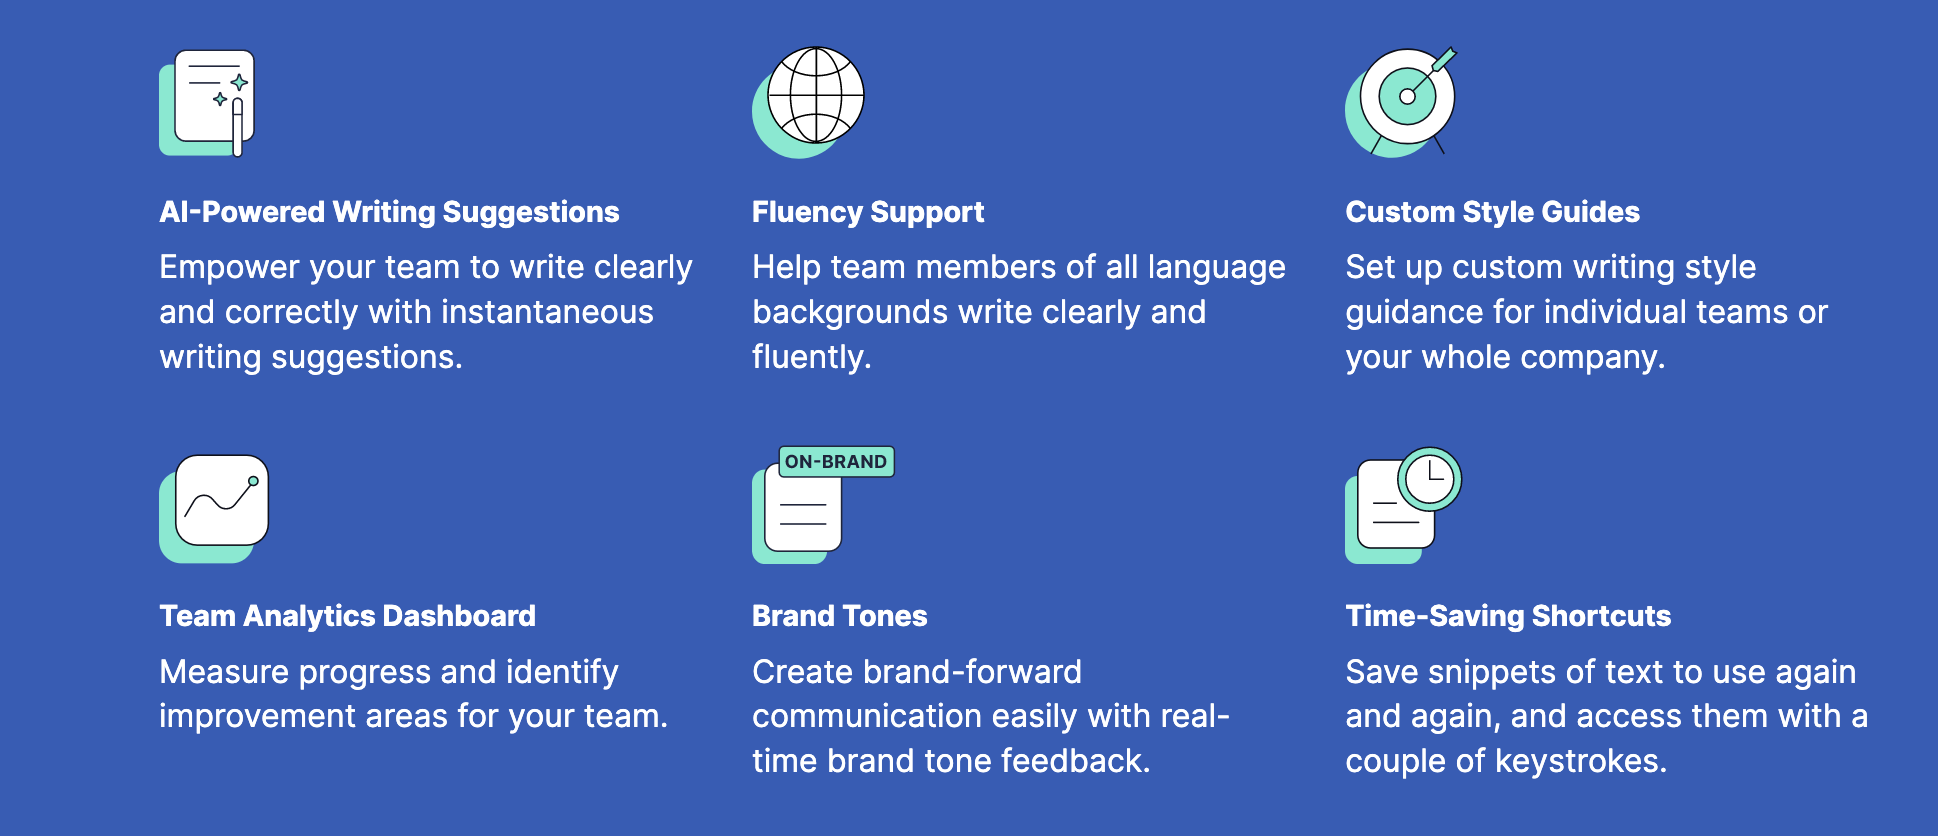 AI-Powered Writing Suggestions
Empower your team to write clearly
and correctly with instantaneous
writing suggestions.
Fluency Support
Help team members of all language
backgrounds write clearly and
fluently.
Custom Style Guides
Set up custom writing style
guidance for individual teams or
your whole company.
Team Analytics Dashboard
Measure progress and identify
improvement areas for your team.
ON-BRAND
Brand Tones
Create brand-forward
communication easily with real-
time brand tone feedback.
Time-Saving Shortcuts
Save snippets of text to use again
and again, and access them with a
couple of keystrokes.